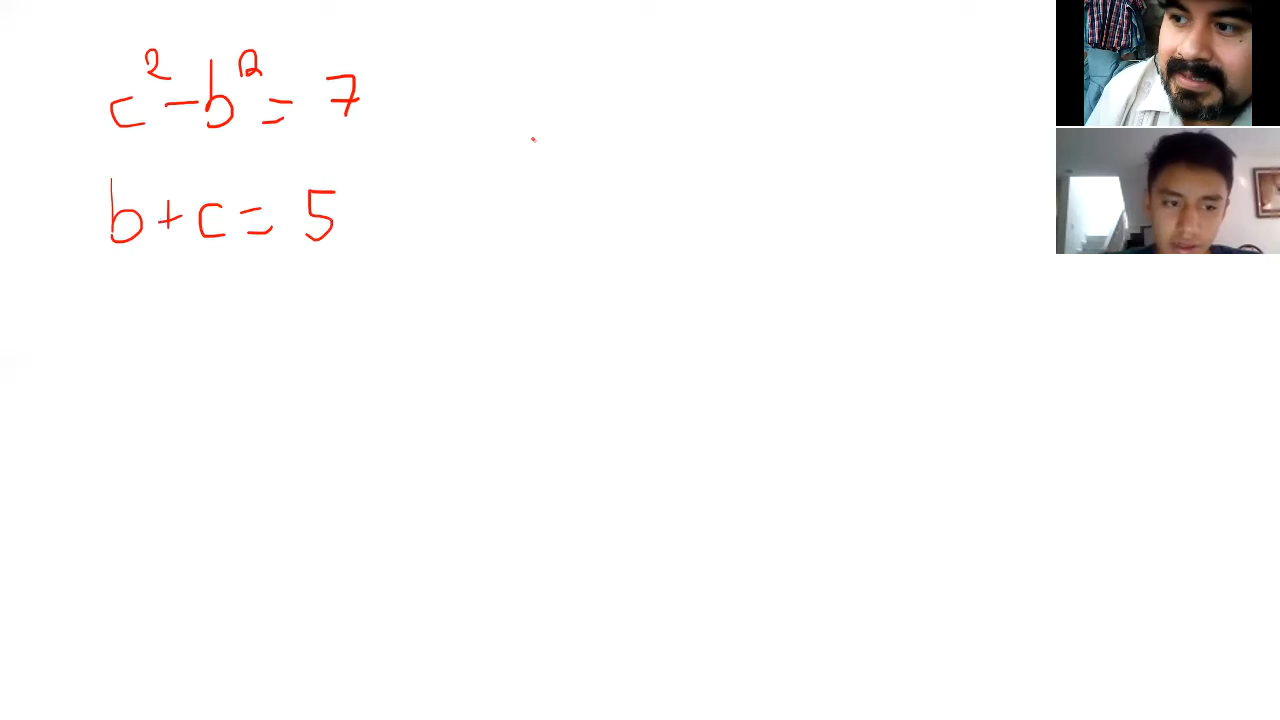 c² - b² = 7
b + c = 5